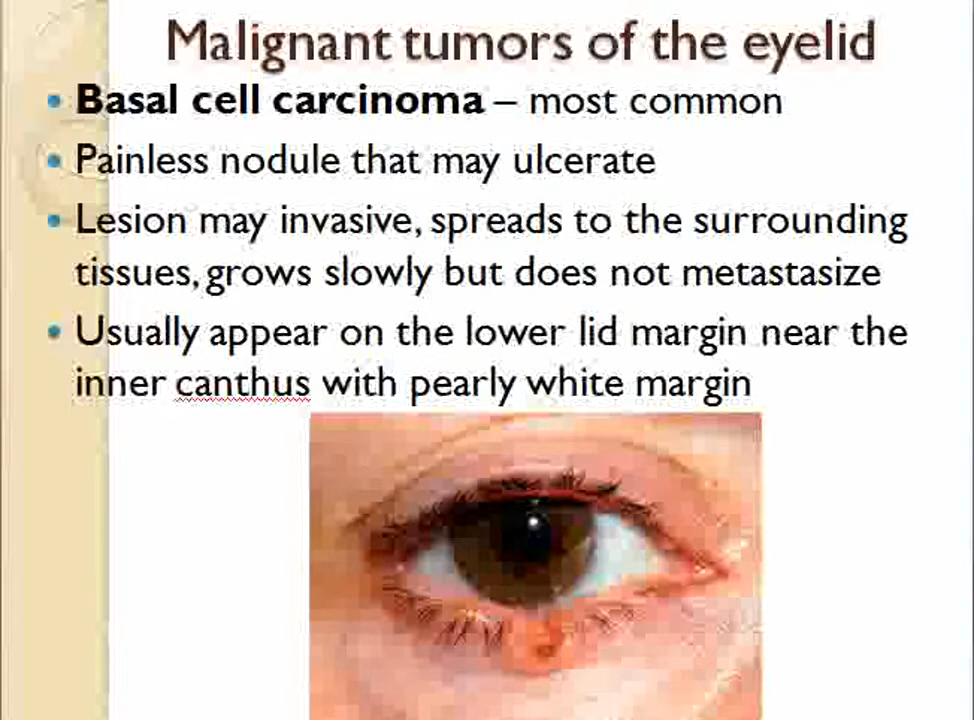 Malignant tumors of the eyelid
• Basal cell carcinoma – most common
• Painless nodule that may ulcerate
• Lesion may invasive, spreads to the surrounding
tissues, grows slowly but does not metastasize
• Usually appear on the lower lid margin near the
inner canthus with pearly white margin